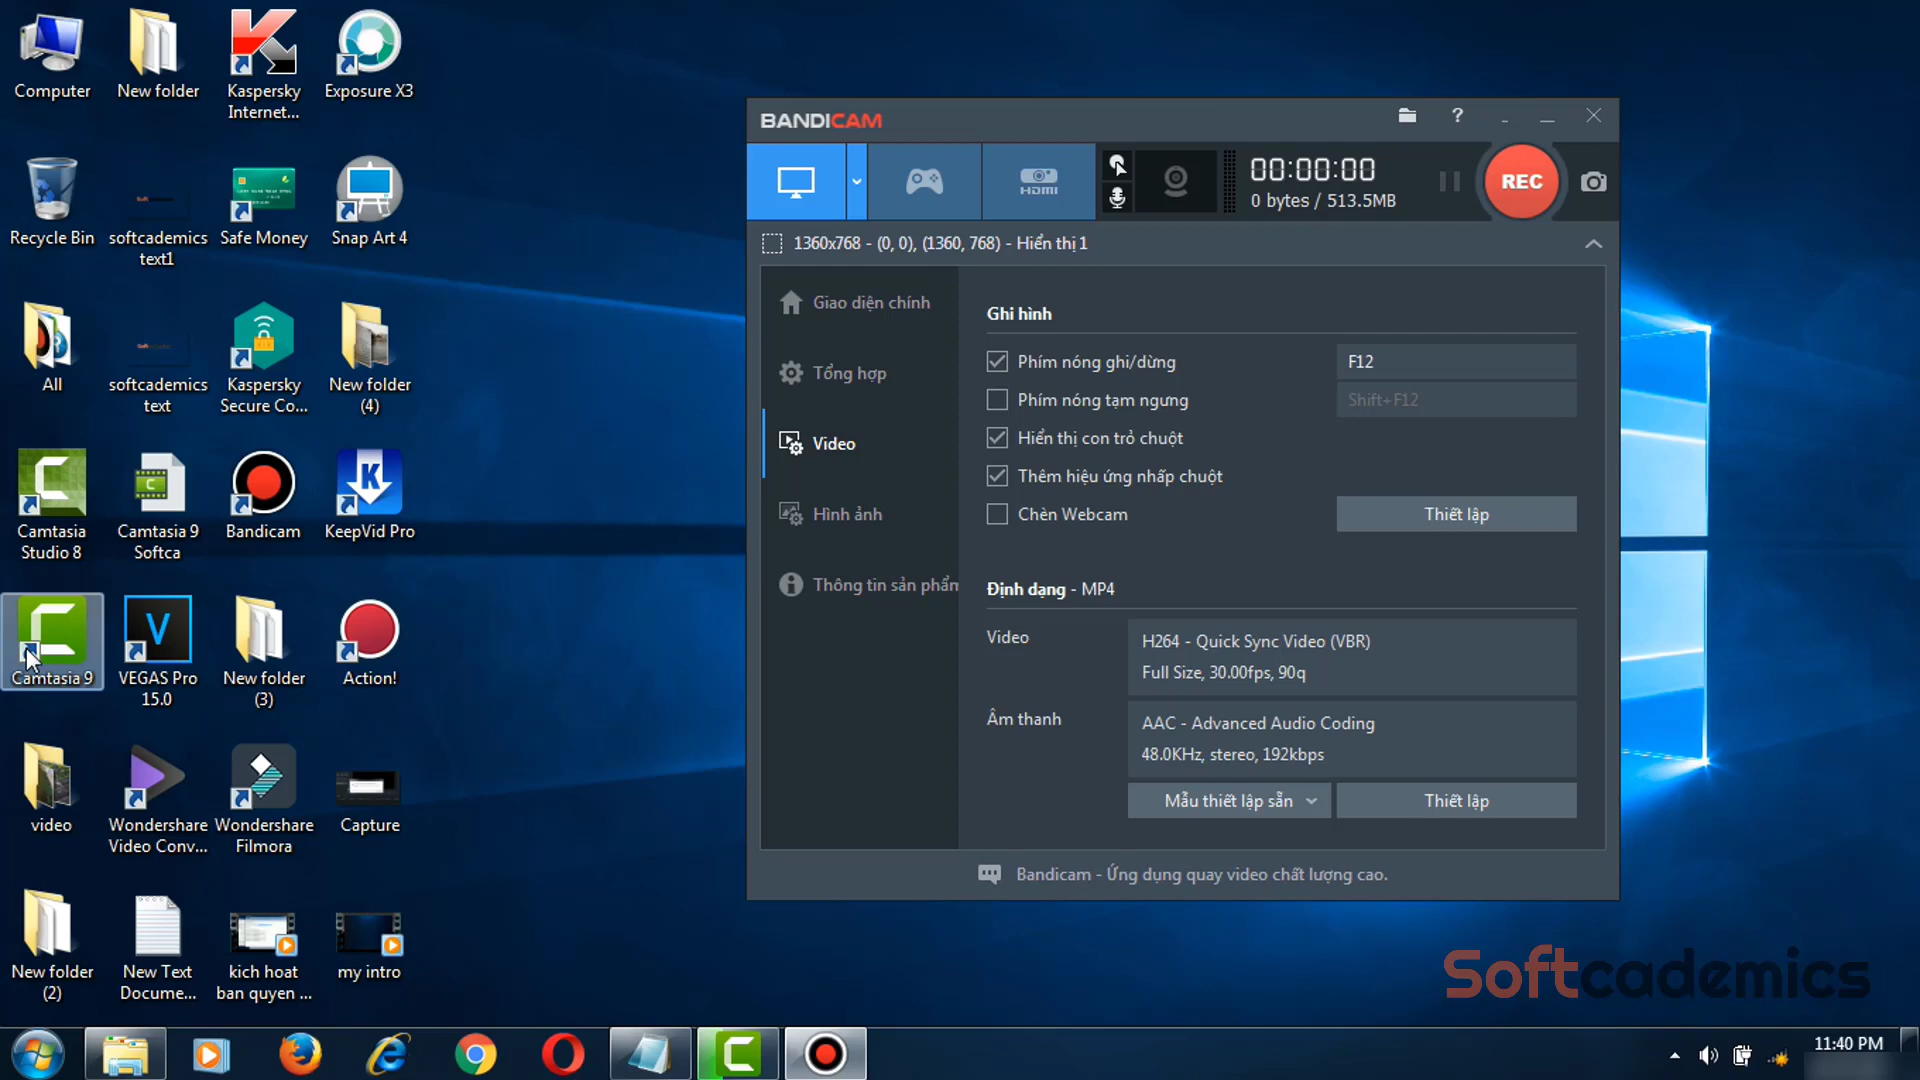 Computer
New folder
Kaspersky
Internet...
Exposure X3
Recycle Bin
softcademics
text1
Safe Money
Snap Art 4
All
softcademics
text
Kaspersky
Secure Co...
New folder
(4)
Camtasia
Studio 8
Camtasia 9
Softca
Bandicam
KeepVid Pro
Camtasia 9
VEGAS Pro
15.0
New folder
(3)
Action!
video
Wondershare
Video Conv...
Wondershare
Filmora
Capture
New folder
(2)
New Text
Docume...
kich hoat
ban quyen ...
my intro
BANDICAM
?
HDMI
00:00:00
0 bytes / 513.5MB
REC
1360x768 - (0, 0), (1360, 768) - Hiển thị 1
Giao diện chính
Tổng hợp
Video
Hình ảnh
Thông tin sản phẩm
Ghi hình
Phím nóng ghi/dừng
F12
Phím nóng tạm ngưng
Shift+F12
Hiển thị con trỏ chuột
Thêm hiệu ứng nhấp chuột
Chèn Webcam
Thiết lập
Định dạng - MP4
Video
H264 - Quick Sync Video (VBR)
Full Size, 30.00fps, 90q
Âm thanh
AAC - Advanced Audio Coding
48.0KHz, stereo, 192kbps
Mẫu thiết lập sẵn
Thiết lập
Bandicam - Ứng dụng quay video chất lượng cao.
Softcademics
11:40 PM